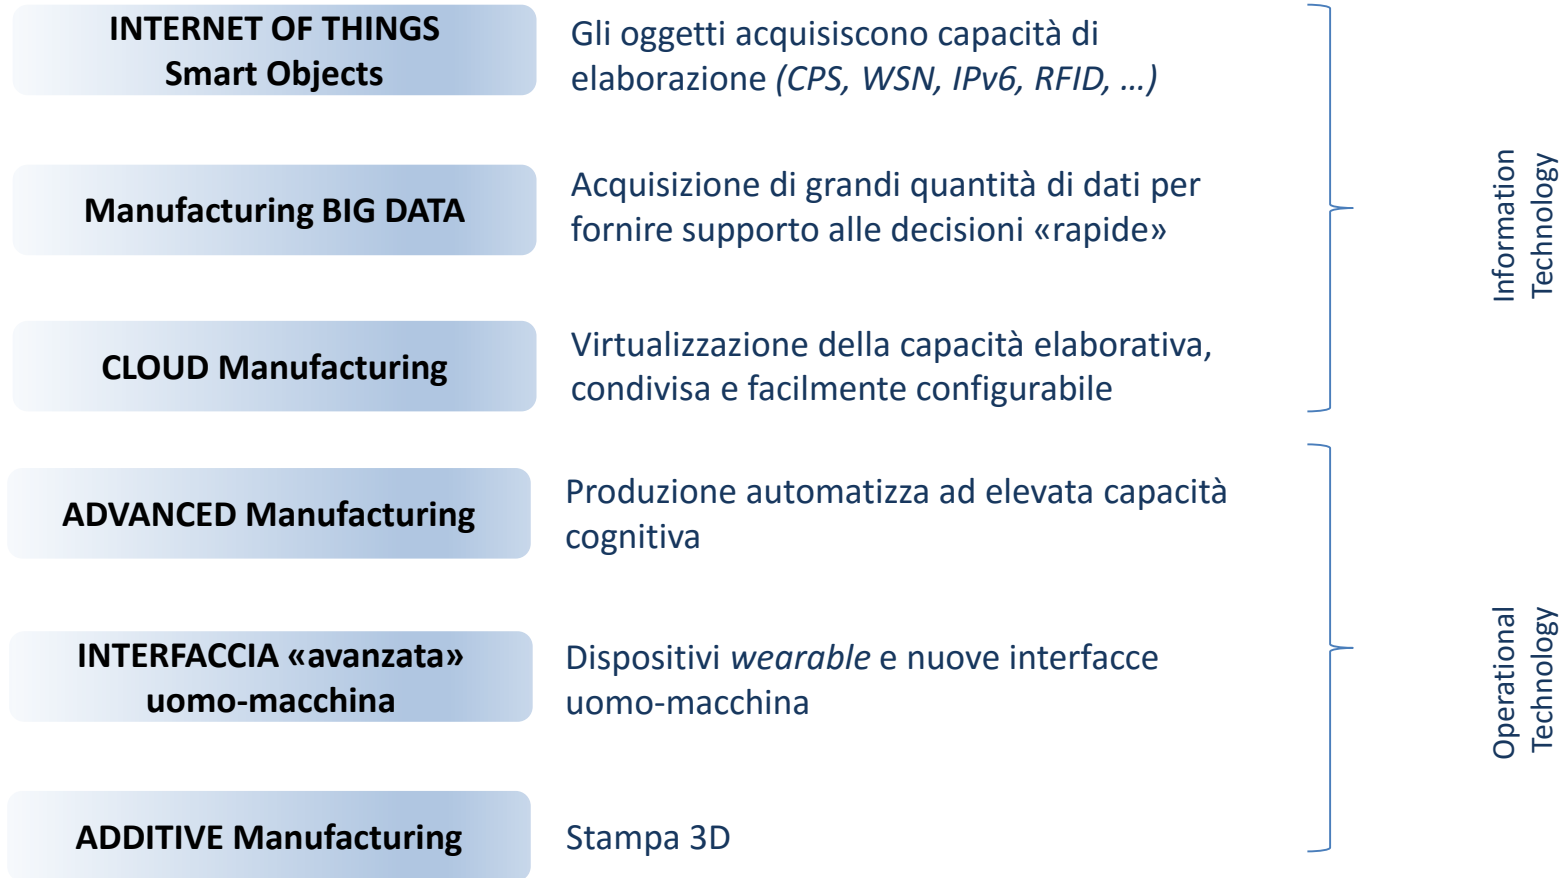 INTERNET OF THINGS
Smart Objects
Gli oggetti acquisiscono capacità di
elaborazione (CPS, WSN, IPv6, RFID, …)
Manufacturing BIG DATA
Acquisizione di grandi quantità di dati per
fornire supporto alle decisioni «rapide»
CLOUD Manufacturing
Virtualizzazione della capacità elaborativa,
condivisa e facilmente configurabile
Information
Technology
ADVANCED Manufacturing
Produzione automatizza ad elevata capacità
cognitiva
INTERFACCIA «avanzata»
uomo-macchina
Dispositivi wearable e nuove interfacce
uomo-macchina
ADDITIVE Manufacturing
Stampa 3D
Operational
Technology